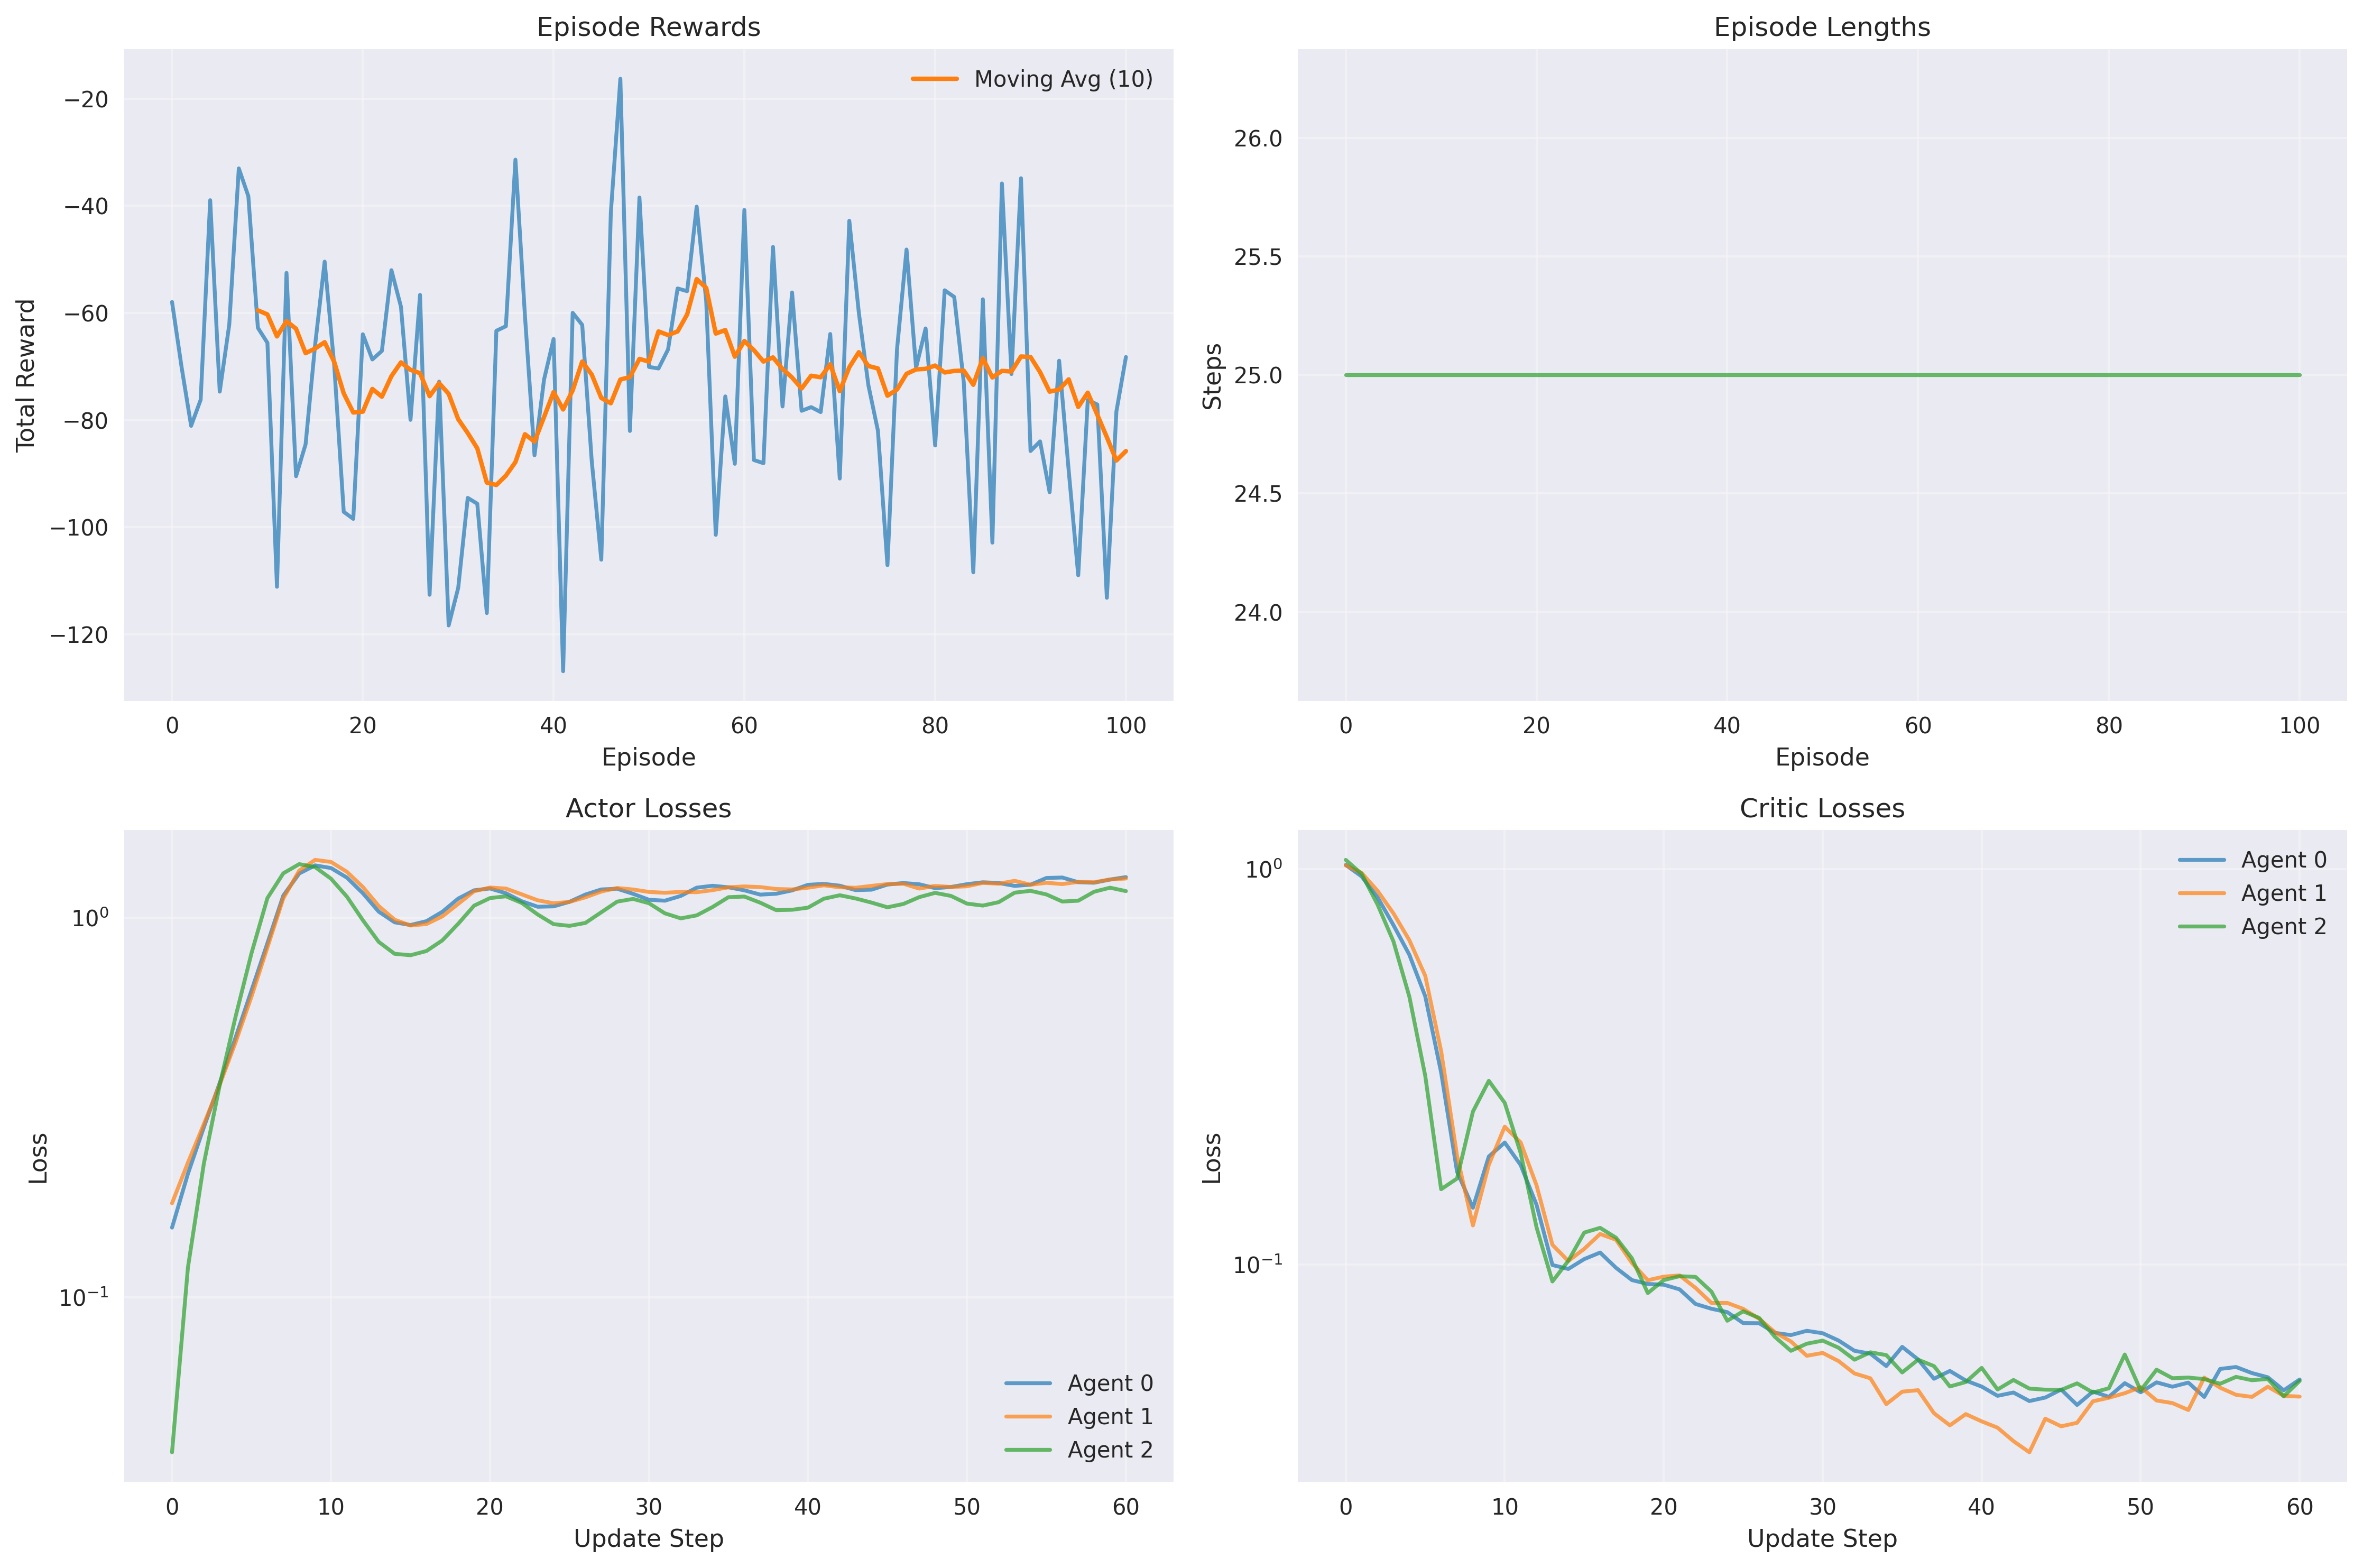 Episode Rewards
Total Reward
−20
−40
−60
−80
−100
−120
Moving Avg (10)
0 20 40 60 80 100
Episode
Episode Lengths
Steps
26.0
25.5
25.0
24.5
24.0
0 20 40 60 80 100
Episode
Actor Losses
Loss
10⁰
10⁻¹
Agent 0
Agent 1
Agent 2
0 10 20 30 40 50 60
Update Step
Critic Losses
Loss
10⁰
10⁻¹
Agent 0
Agent 1
Agent 2
0 10 20 30 40 50 60
Update Step